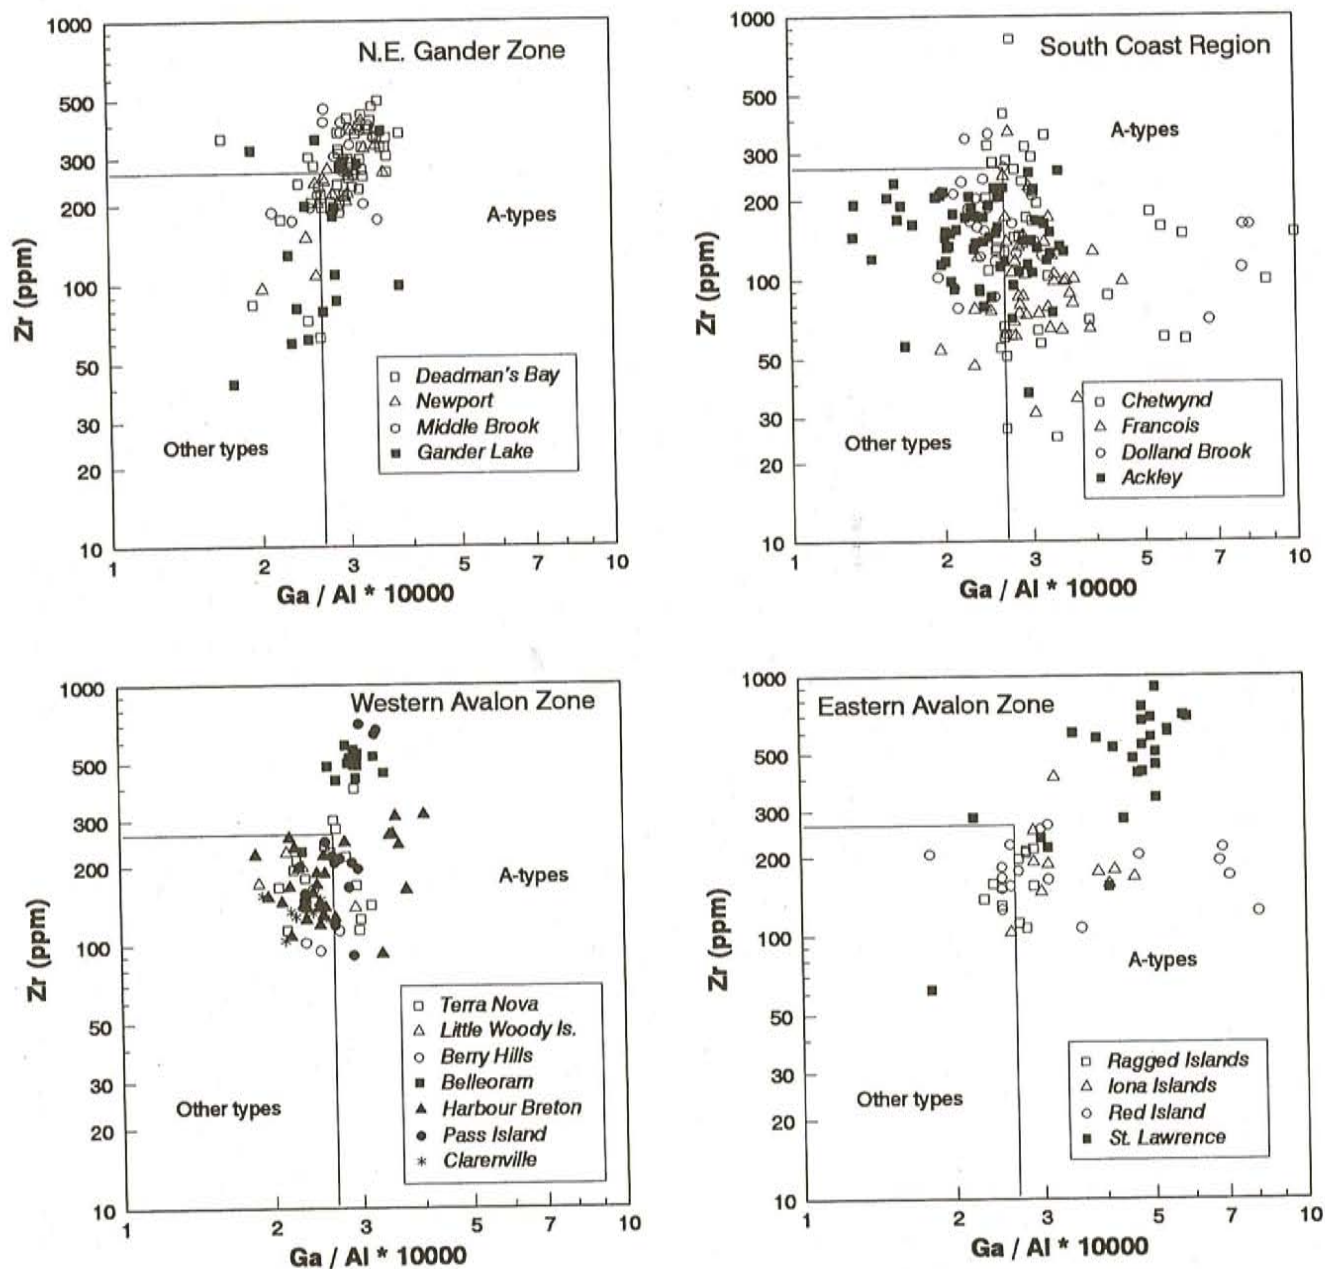 N.E. Gander Zone
1000
500
300
200
100
50
30
20
10
Zr (ppm)
A-types
Other types
Deadman's Bay
Newport
Middle Brook
Gander Lake
1 2 3 5 7 10
Ga / Al * 10000
South Coast Region
1000
500
300
200
100
50
30
20
10
Zr (ppm)
A-types
Other types
Chetwynd
Francois
Dolland Brook
Ackley
1 2 3 5 7 10
Ga / Al * 10000
Western Avalon Zone
1000
500
300
200
100
50
30
20
10
Zr (ppm)
A-types
Other types
Terra Nova
Little Woody Is.
Berry Hills
Belleoram
Harbour Breton
Pass Island
Clarenville
1 2 3 5 7 10
Ga / Al * 10000
Eastern Avalon Zone
1000
500
300
200
100
50
30
20
10
Zr (ppm)
A-types
Other types
Ragged Islands
Iona Islands
Red Island
St. Lawrence
1 2 3 5 7 10
Ga / Al * 10000